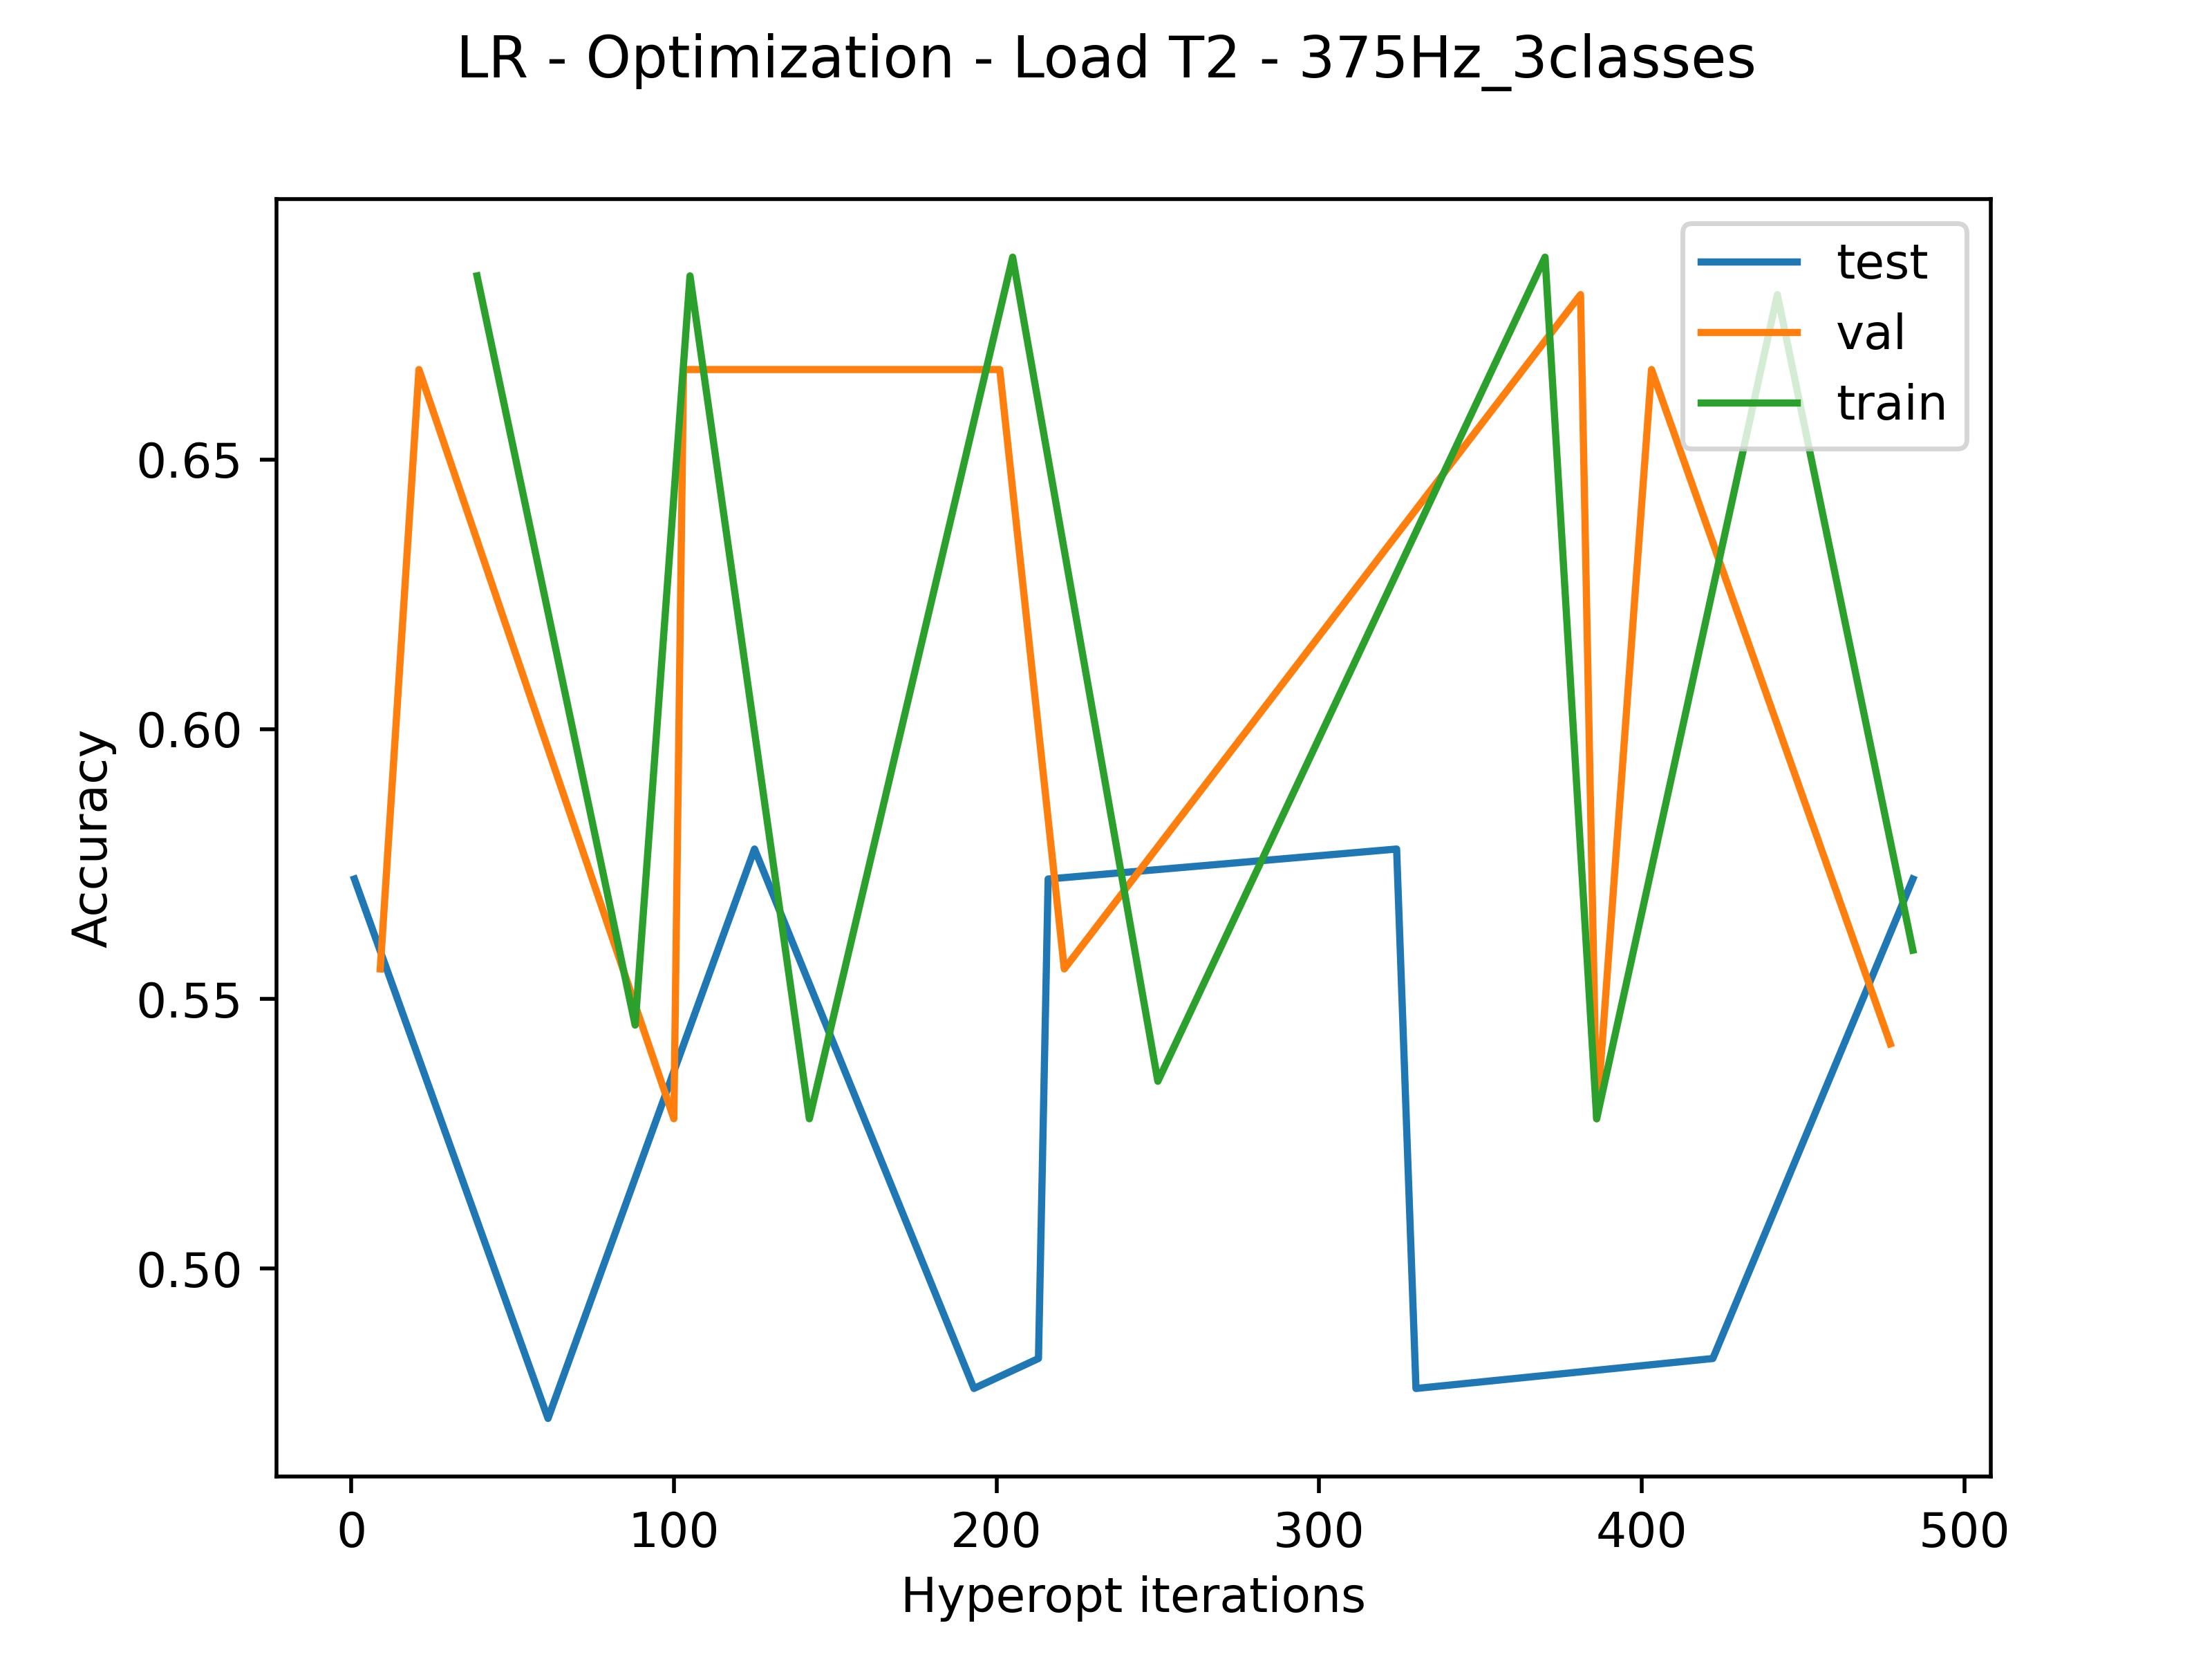 LR - Optimization - Load T2 - 375Hz_3classes
test
val
train
0.65
0.60
0.55
0.50
Accuracy
0 100 200 300 400 500
Hyperopt iterations